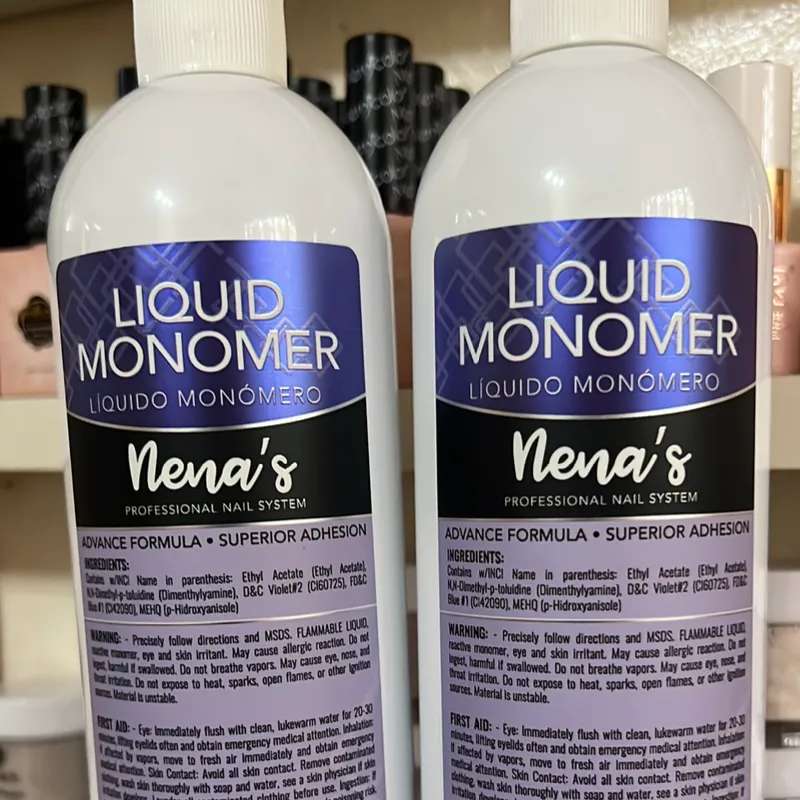 LIQUID
MONOMER
LÍQUIDO MONÓMERO
Nena's
PROFESSIONAL NAIL SYSTEM
ADVANCE FORMULA • SUPERIOR ADHESION
INGREDIENTS:
Contains w/INCI Name in parenthesis: Ethyl Acetate (Ethyl Acetate),
N,N-Dimethyl-p-toluidine (Dimenthylyamine), D&C Violet#2 (CI60725), FD&C
Blue #1 (CI42090), MEHQ (p-Hidroxyanisole)
WARNING: - Precisely follow directions and MSDS. FLAMMABLE LIQUID,
reactive monomer, eye and skin irritant. May cause allergic reaction. Do not
ingest, harmful if swallowed. Do not breathe vapors. May cause eye, nose, and
throat irritation. Do not expose to heat, sparks, open flames, or other ignition
sources. Material is unstable.
FIRST AID: - Eye: Immediately flush with clean, lukewarm water for 20-30
minutes, lifting eyelids often and obtain emergency medical attention. Inhalation:
If affected by vapors, move to fresh air immediately and obtain emergency
medical attention. Skin Contact: Avoid all skin contact. Remove contaminated
clothing, wash skin thoroughly with soap and water, see a skin physician if skin
irritation develops. Laundry all contaminated clothing before use. Ingestion: If
LIQUID
MONOMER
LÍQUIDO MONÓMERO
Nena's
PROFESSIONAL NAIL SYSTEM
ADVANCE FORMULA • SUPERIOR ADHESION
INGREDIENTS:
Contains w/INCI Name in parenthesis: Ethyl Acetate (Ethyl Acetate),
N,N-Dimethyl-p-toluidine (Dimenthylyamine), D&C Violet#2 (CI60725), FD&C
Blue #1 (CI42090), MEHQ (p-Hidroxyanisole)
WARNING: - Precisely follow directions and MSDS. FLAMMABLE LIQUID,
reactive monomer, eye and skin irritant. May cause allergic reaction. Do not
ingest, harmful if swallowed. Do not breathe vapors. May cause eye, nose, and
throat irritation. Do not expose to heat, sparks, open flames, or other ignition
sources. Material is unstable.
FIRST AID: - Eye: Immediately flush with clean, lukewarm water for 20-30
minutes, lifting eyelids often and obtain emergency medical attention. Inhalation:
If affected by vapors, move to fresh air immediately and obtain emergency
medical attention. Skin Contact: Avoid all skin contact. Remove contaminated
clothing, wash skin thoroughly with soap and water, see a skin physician if skin